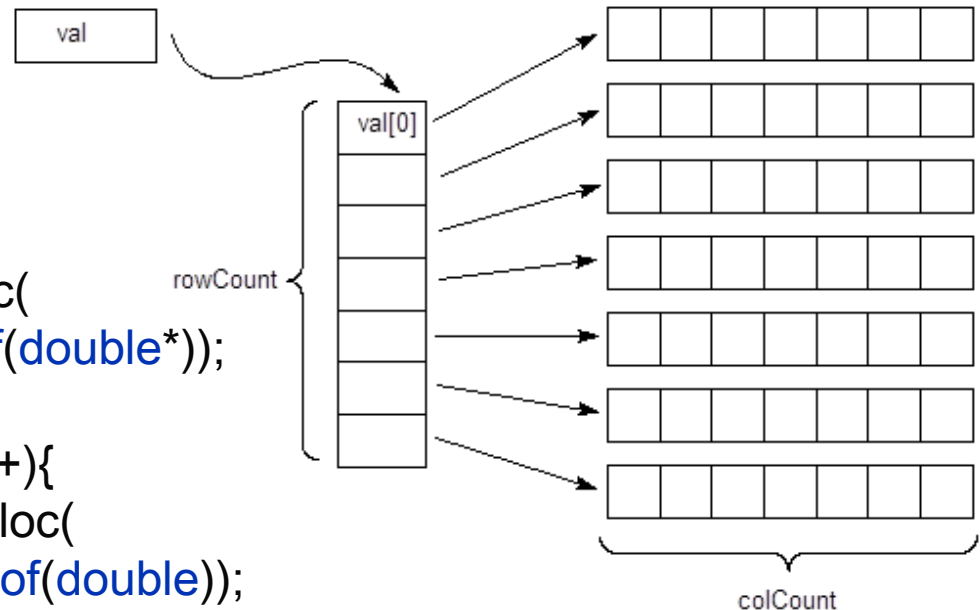 val
val[0]
rowCount
c(
f(double*));
+){
loc(
of(double));
colCount